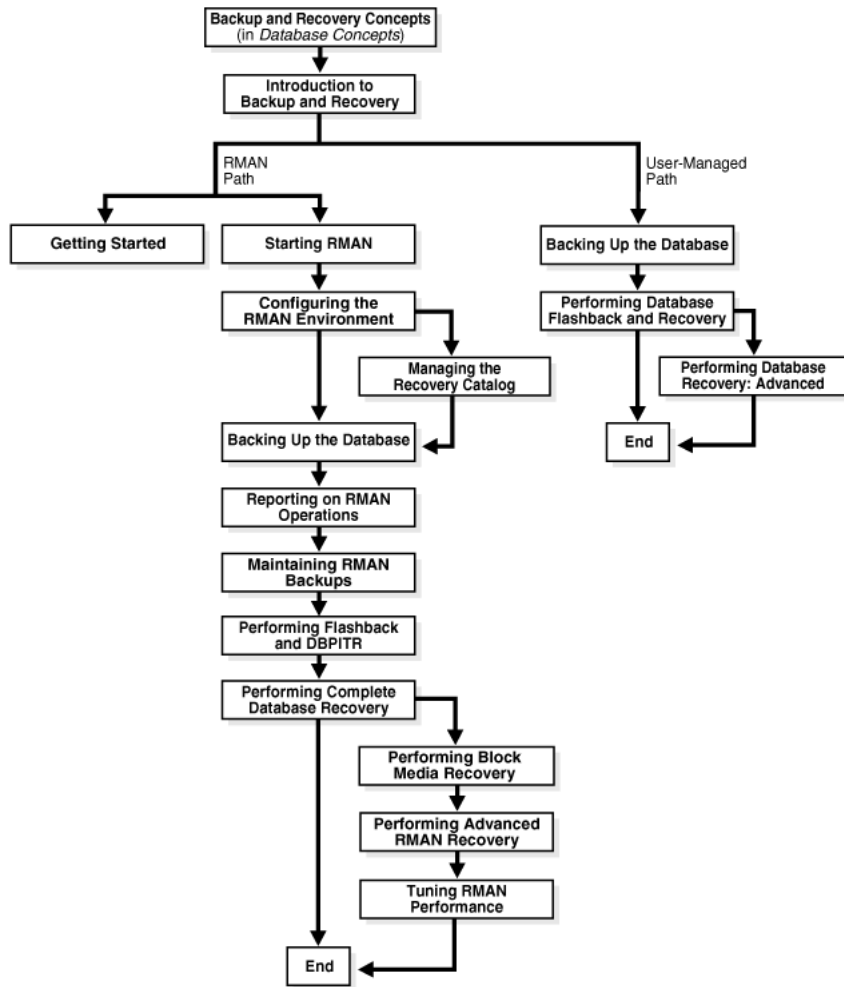 Backup and Recovery Concepts
(in Database Concepts)
Introduction to
Backup and Recovery
RMAN
Path
User-Managed
Path
Getting Started
Starting RMAN
Backing Up the Database
Configuring the
RMAN Environment
Performing Database
Flashback and Recovery
Managing the
Recovery Catalog
Performing Database
Recovery: Advanced
Backing Up the Database
End
Reporting on RMAN
Operations
Maintaining RMAN
Backups
Performing Flashback
and DBPITR
Performing Complete
Database Recovery
Performing Block
Media Recovery
Performing Advanced
RMAN Recovery
Tuning RMAN
Performance
End